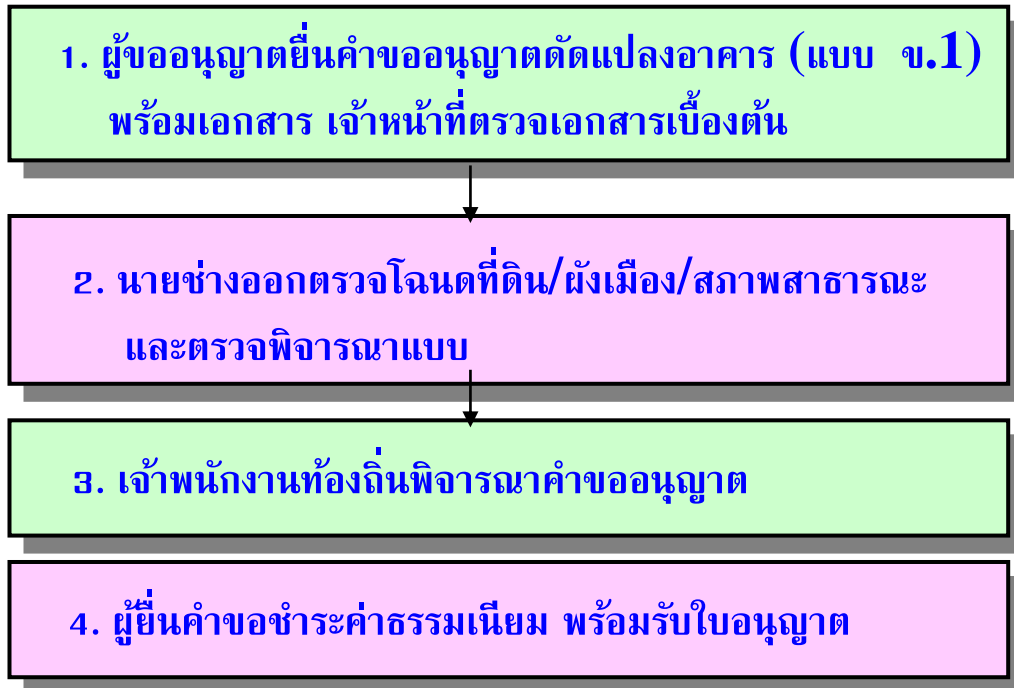 1. ผู้ขออนุญาตยื่นคำขออนุญาตดัดแปลงอาคาร (แบบ ข.1)
พร้อมเอกสาร เจ้าหน้าที่ตรวจเอกสารเบื้องต้น
2. นายช่างออกตรวจโฉนดที่ดิน/ผังเมือง/สภาพสาธารณะ
และตรวจพิจารณาแบบ
3. เจ้าพนักงานท้องถิ่นพิจารณาคำขออนุญาต
4. ผู้ยื่นคำขอชำระค่าธรรมเนียม พร้อมรับใบอนุญาต